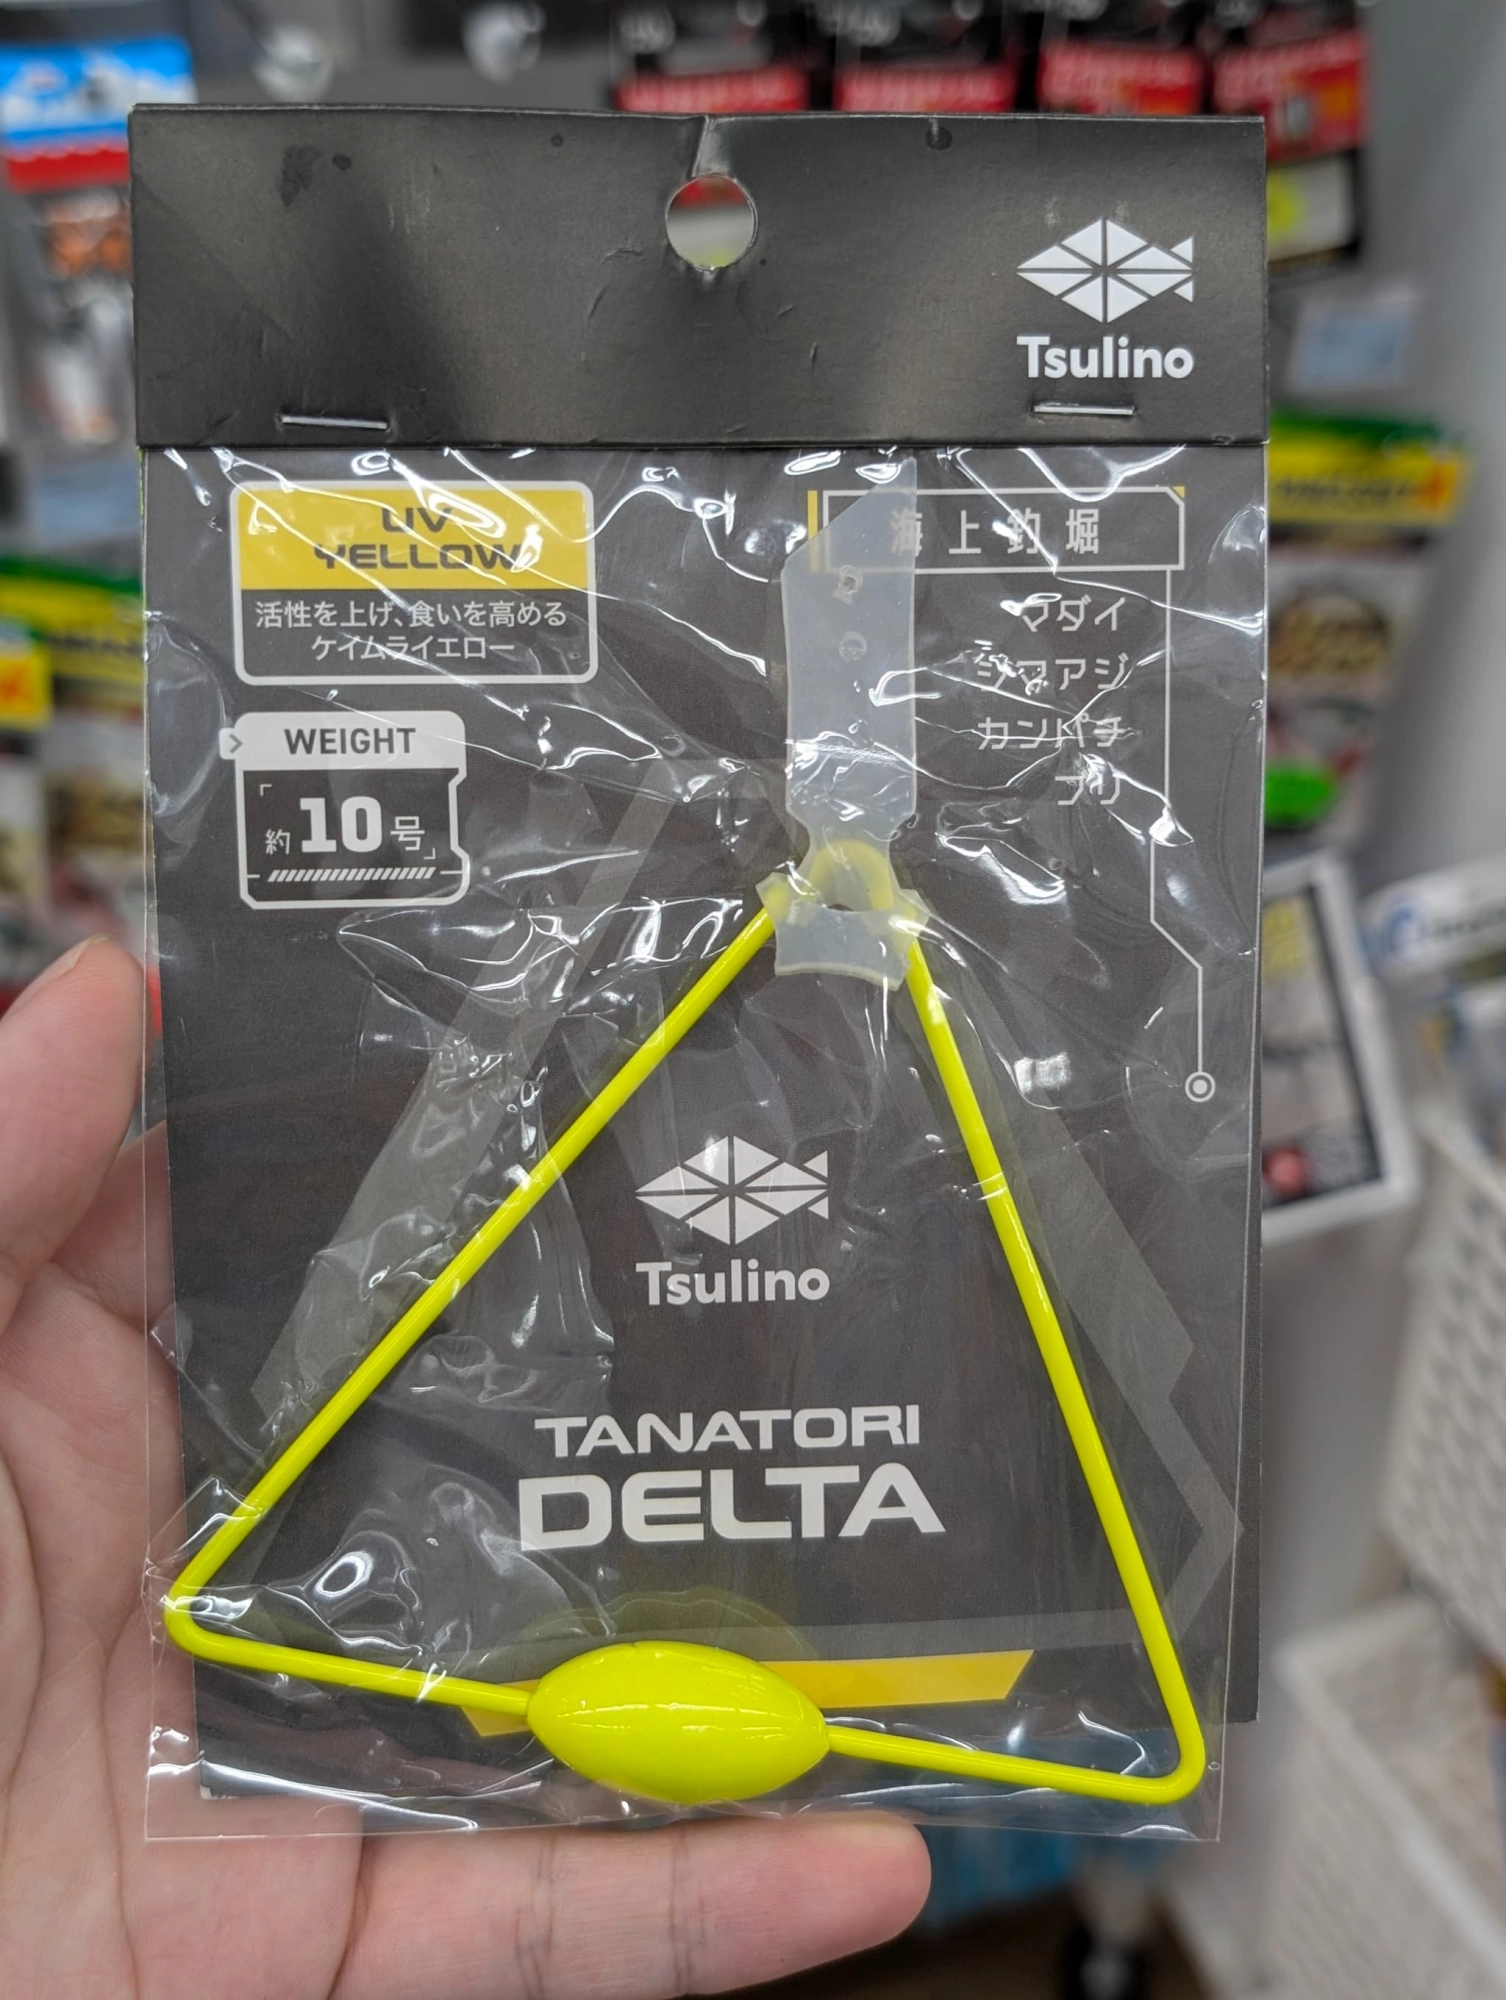 Tsulino
UV
YELLOW
活性を上げ、食いを高める
ケイムライエロー
WEIGHT
約10号
海上釣堀
マダイ
シマアジ
カンパチ
ブリ
Tsulino
TANATORI
DELTA